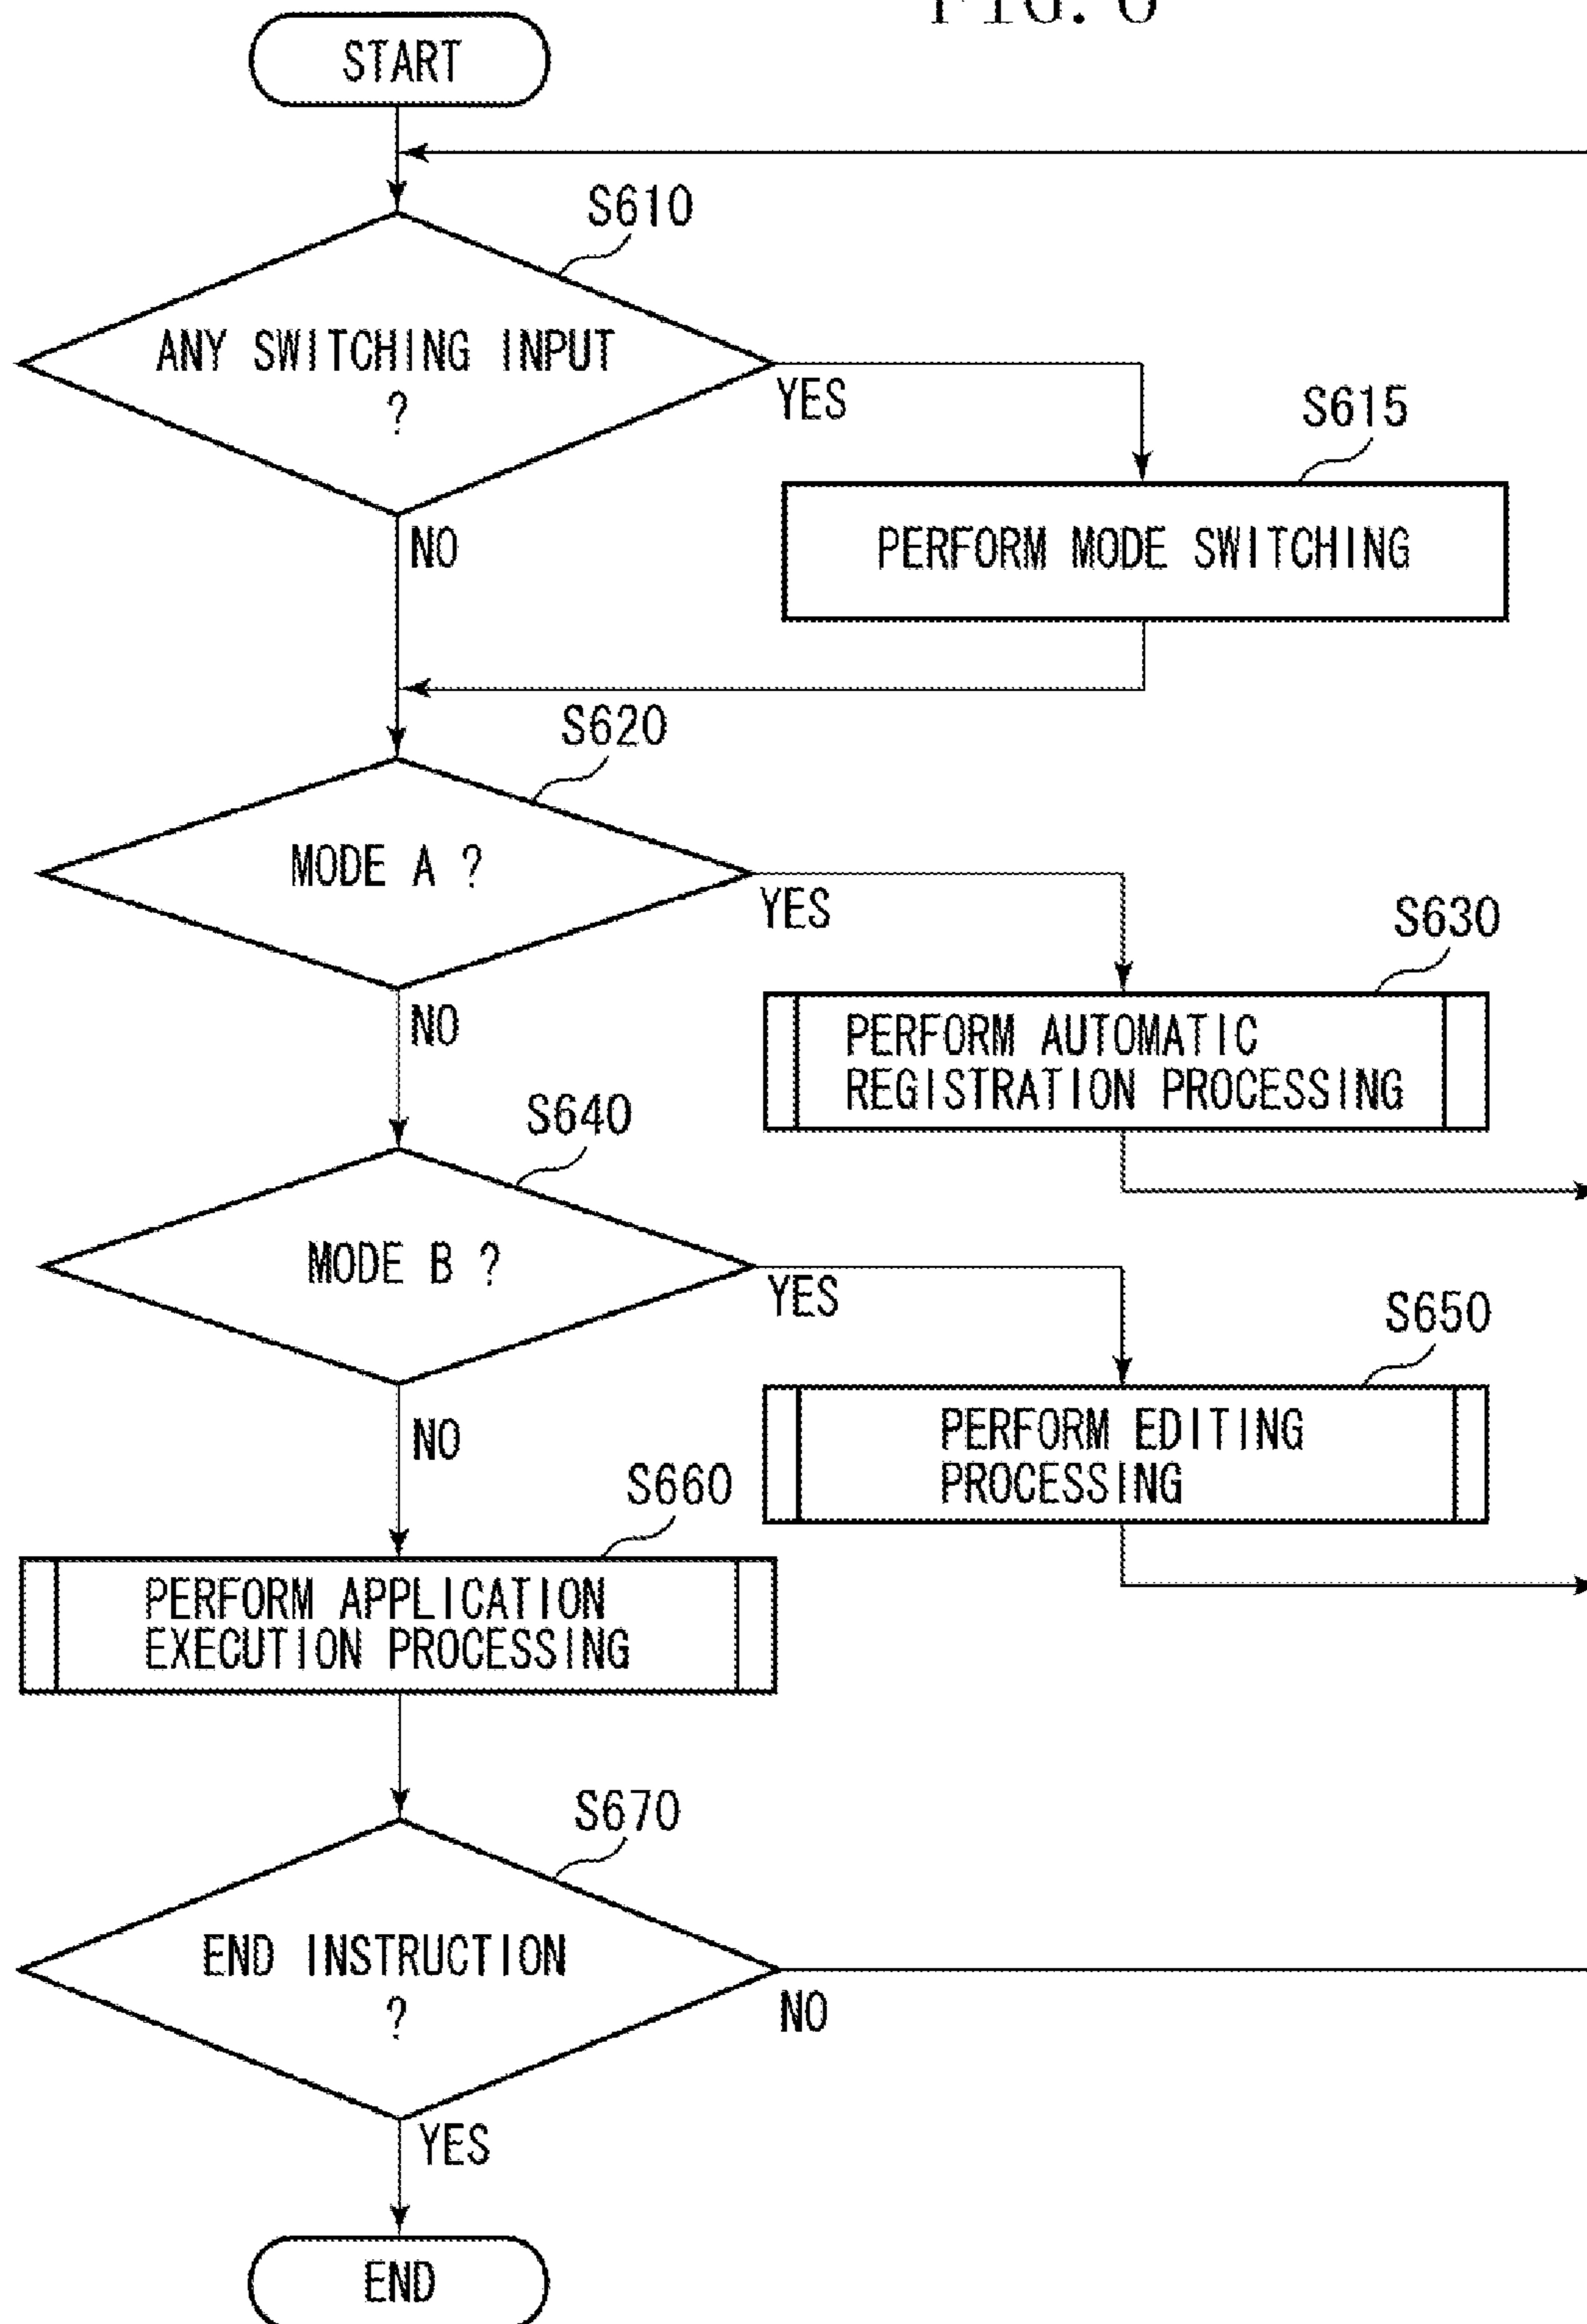 START
S610
ANY SWITCHING INPUT
?
YES
S615
NO
PERFORM MODE SWITCHING
S620
MODE A ?
YES
S630
NO
PERFORM AUTOMATIC
REGISTRATION PROCESSING
S640
MODE B ?
YES
S650
NO
PERFORM EDITING
PROCESSING
S660
PERFORM APPLICATION
EXECUTION PROCESSING
S670
END INSTRUCTION
?
NO
YES
END